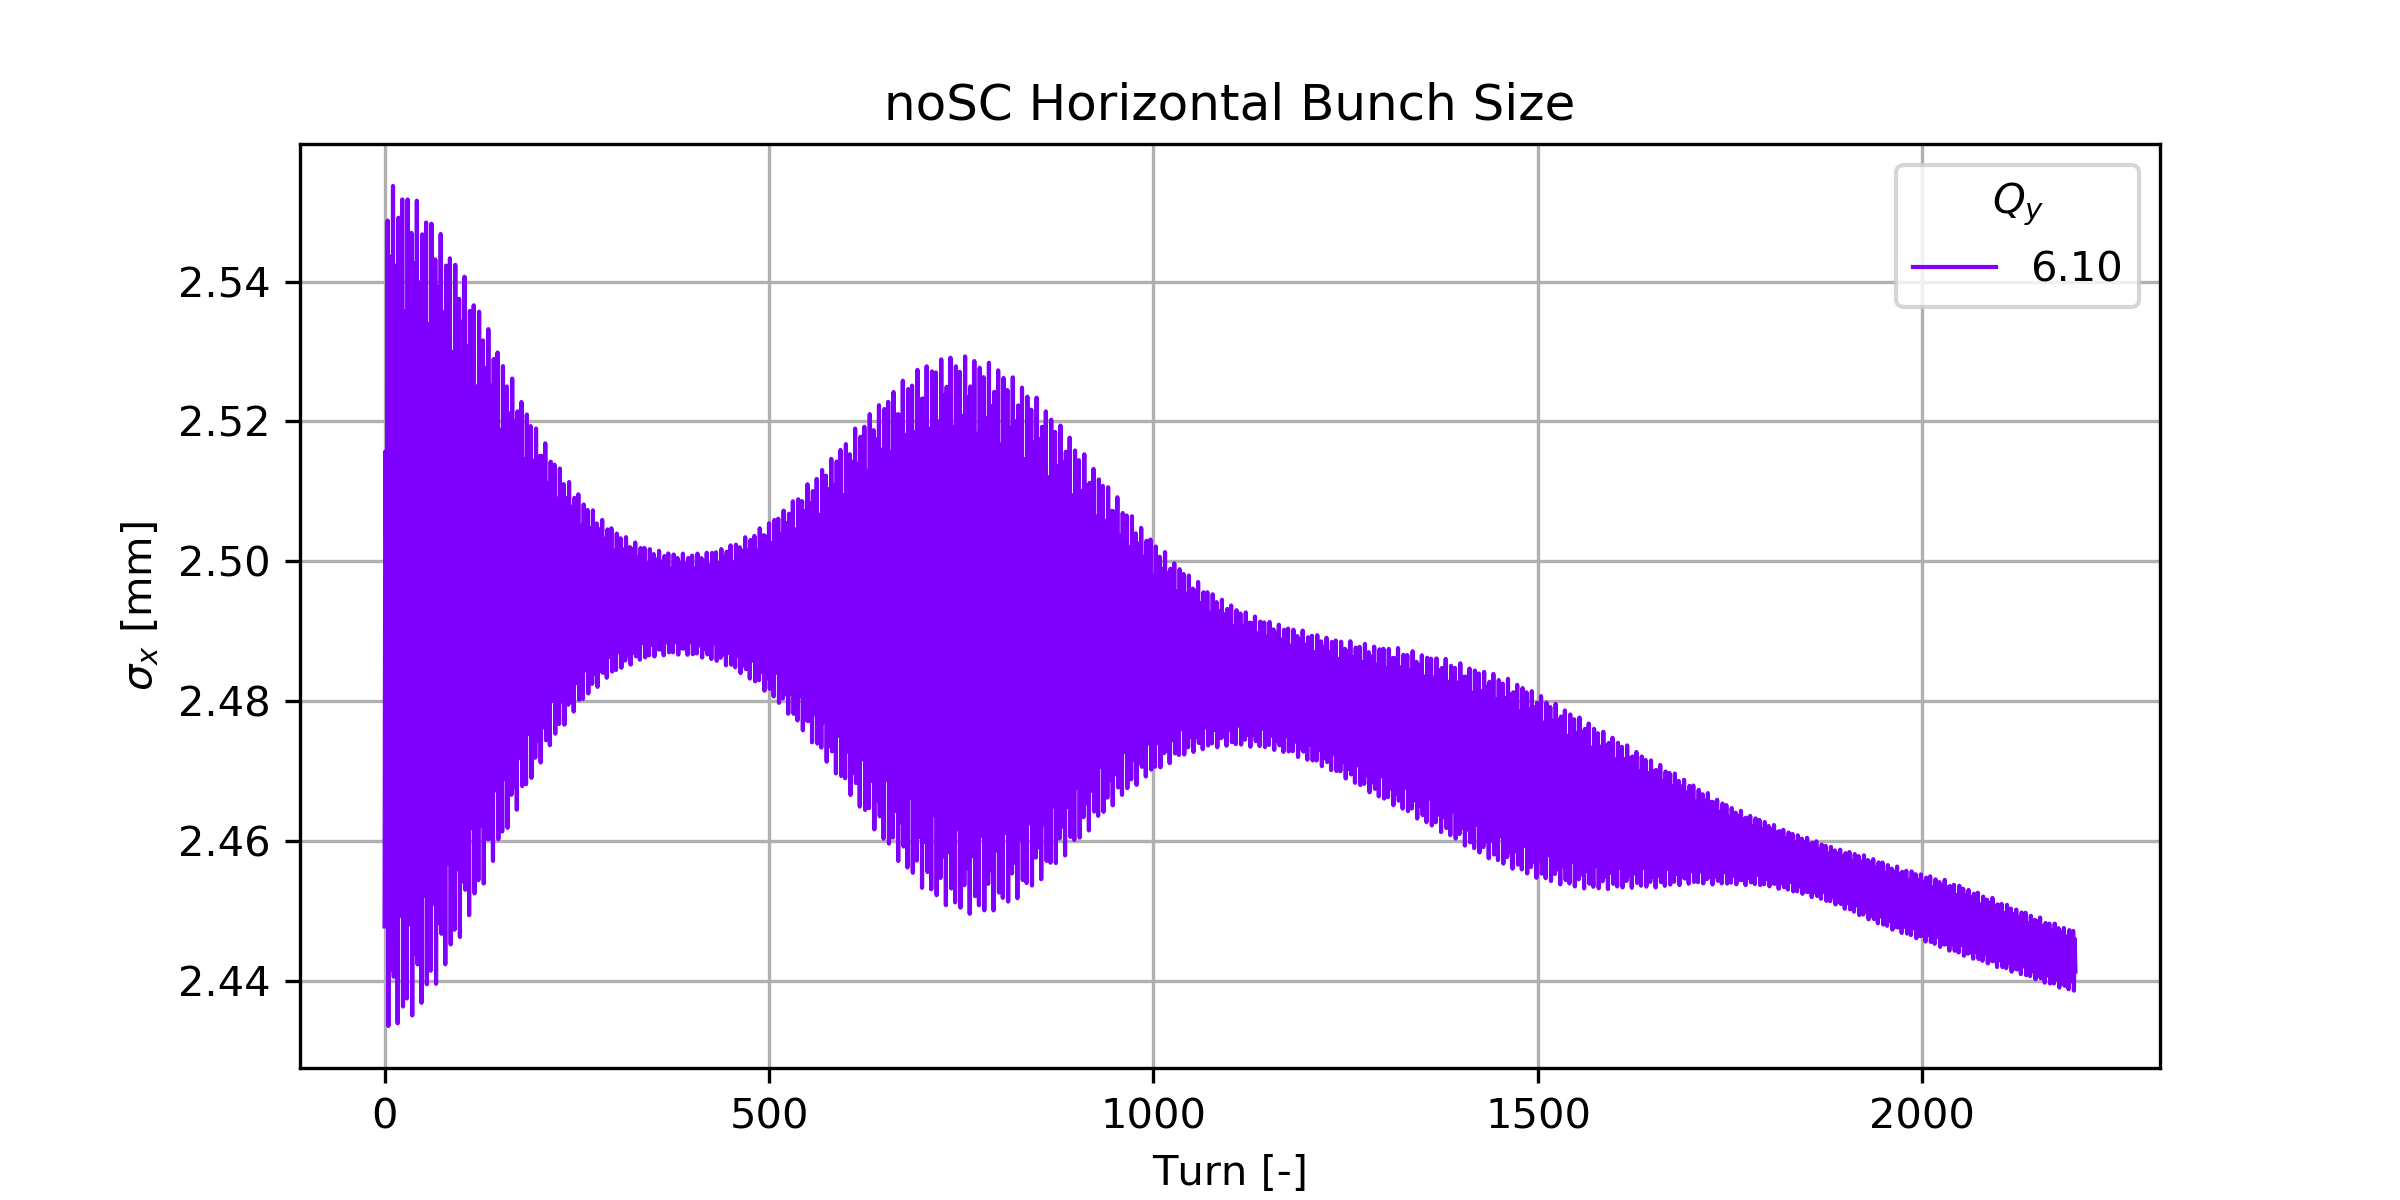 noSC Horizontal Bunch Size
Q_y
6.10
σ_x [mm]
2.54
2.52
2.50
2.48
2.46
2.44
0 500 1000 1500 2000
Turn [-]